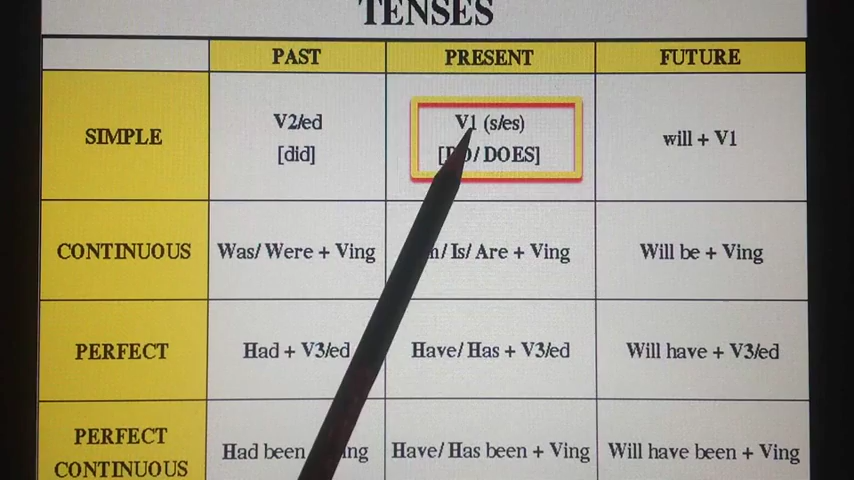 TENSES
PAST PRESENT FUTURE
SIMPLE
V2/ed
[did]
V1 (s/es)
DOES]
will + V1
CONTINUOUS
Was/ Were + Ving
/ Is/ Are + Ving
Will be + Ving
PERFECT
Had + V3/ed
Have/ Has + V3/ed
Will have + V3/ed
PERFECT
CONTINUOUS
Had been
Have/ Has been + Ving
Will have been + Ving